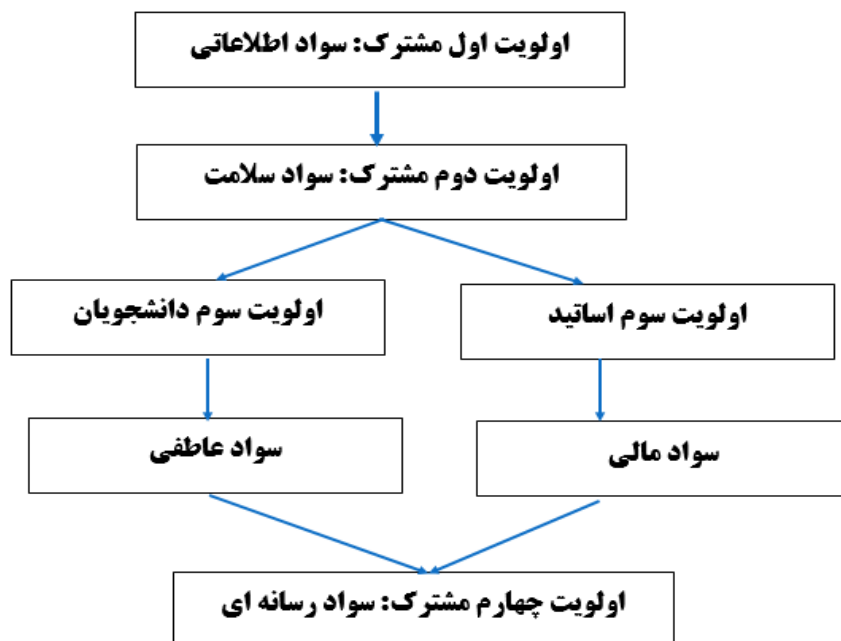 اولویت اول مشترک: سواد اطلاعاتی
اولویت دوم مشترک: سواد سلامت
اولویت سوم اساتید
اولویت سوم دانشجویان
سواد مالی
سواد عاطفی
اولویت چهارم مشترک: سواد رسانه ای